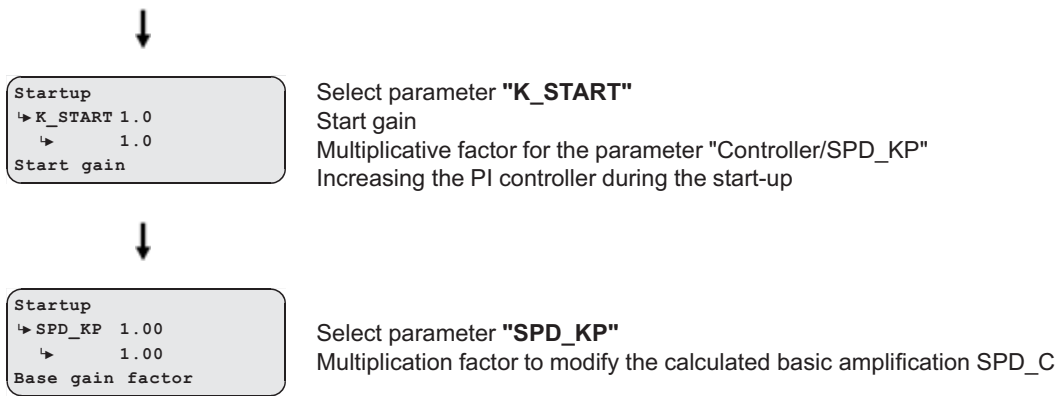 Startup
K_START 1.0
1.0
Start gain
Select parameter "K_START"
Start gain
Multiplicative factor for the parameter "Controller/SPD_KP"
Increasing the PI controller during the start-up
Startup
SPD_KP 1.00
1.00
Base gain factor
Select parameter "SPD_KP"
Multiplication factor to modify the calculated basic amplification SPD_C